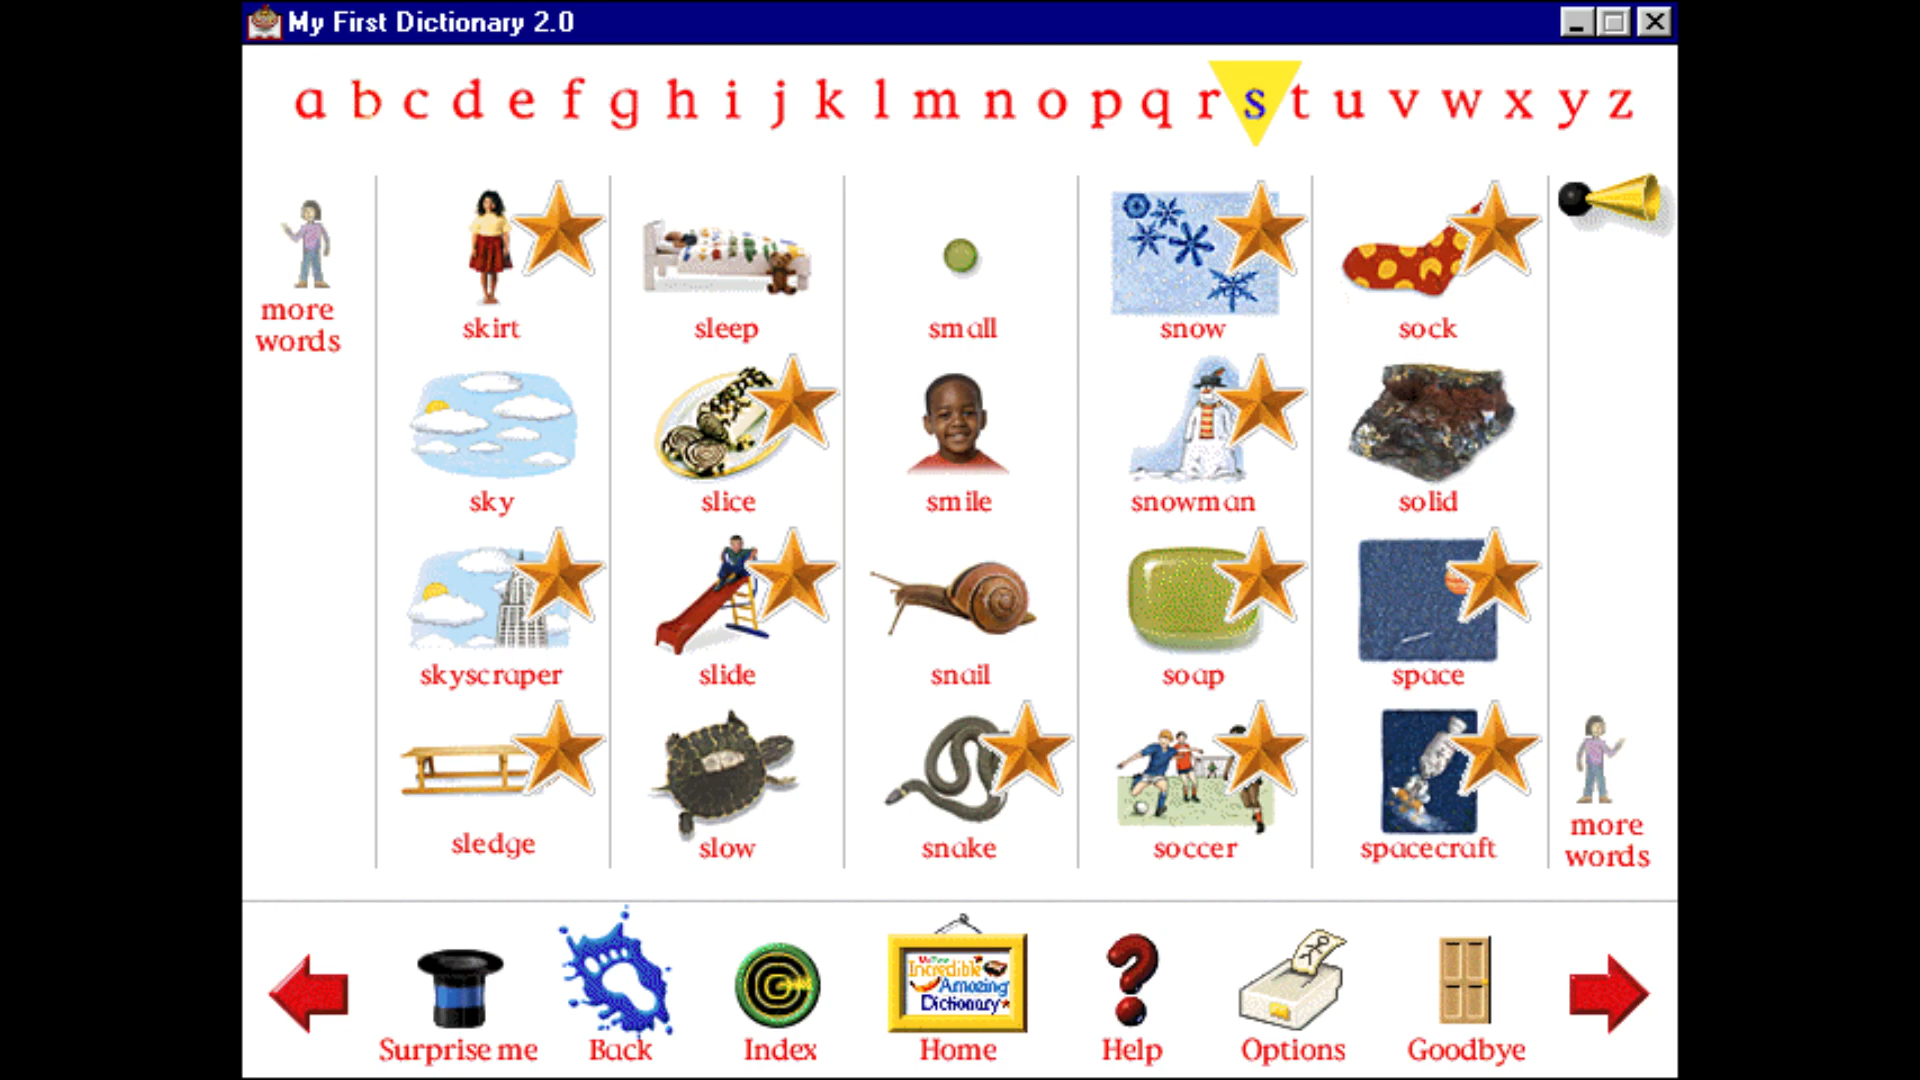 My First Dictionary 2.0
a b c d e f g h i j k l m n o p q r s t u v w x y z
more
words
skirt
sky
skyscraper
sledge
sleep
slice
slide
slow
small
smile
snail
snake
snow
snowman
soap
soccer
sock
solid
space
spacecraft
more
words
Surprise me
Back
Index
My First
Incredible
Amazing
Dictionary
Home
Help
Options
Goodbye